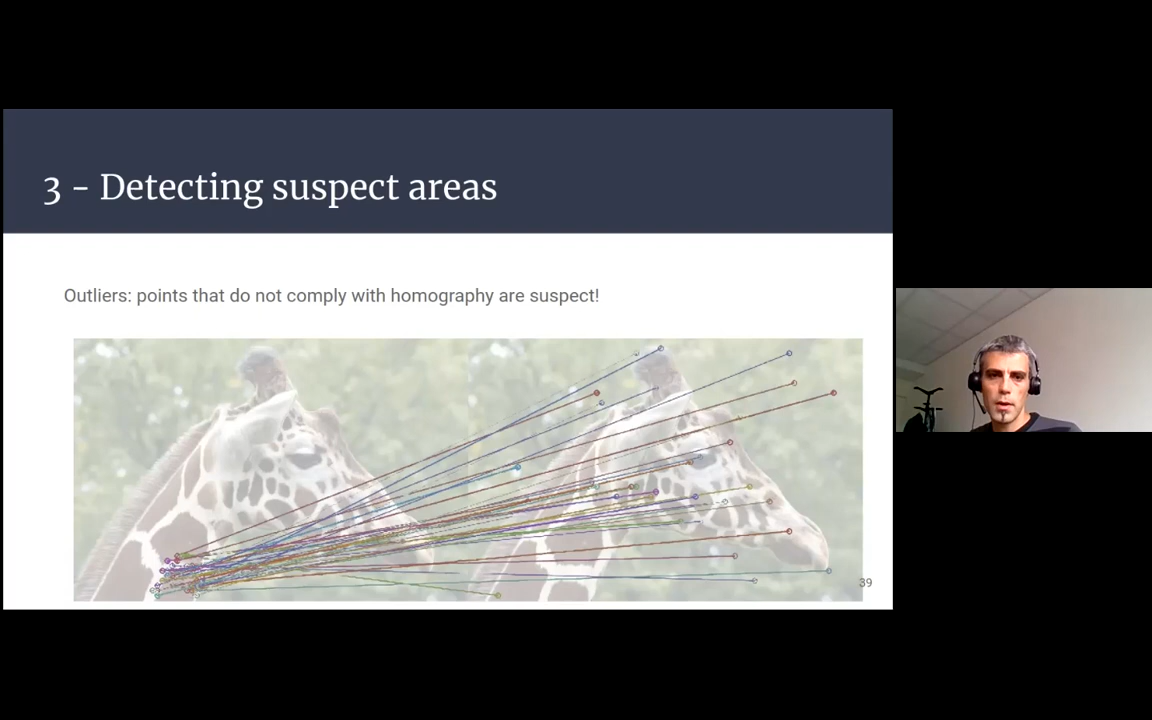 3 - Detecting suspect areas
Outliers: points that do not comply with homography are suspect!
39